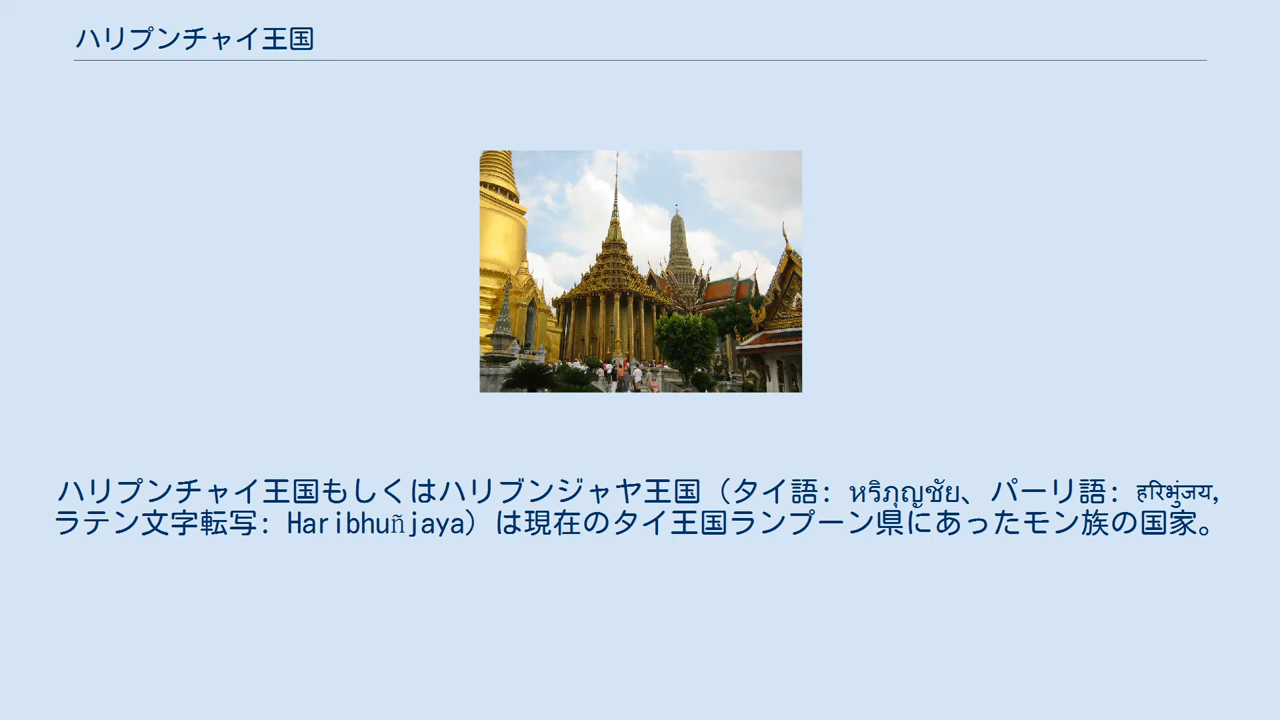 ハリプンチャイ王国
ハリプンチャイ王国もしくはハリブンジャヤ王国（タイ語: หริภุญชัย、パーリ語: हरिभुंजय,
ラテン文字転写: Haribhuñjaya）は現在のタイ王国ランプーン県にあったモン族の国家。